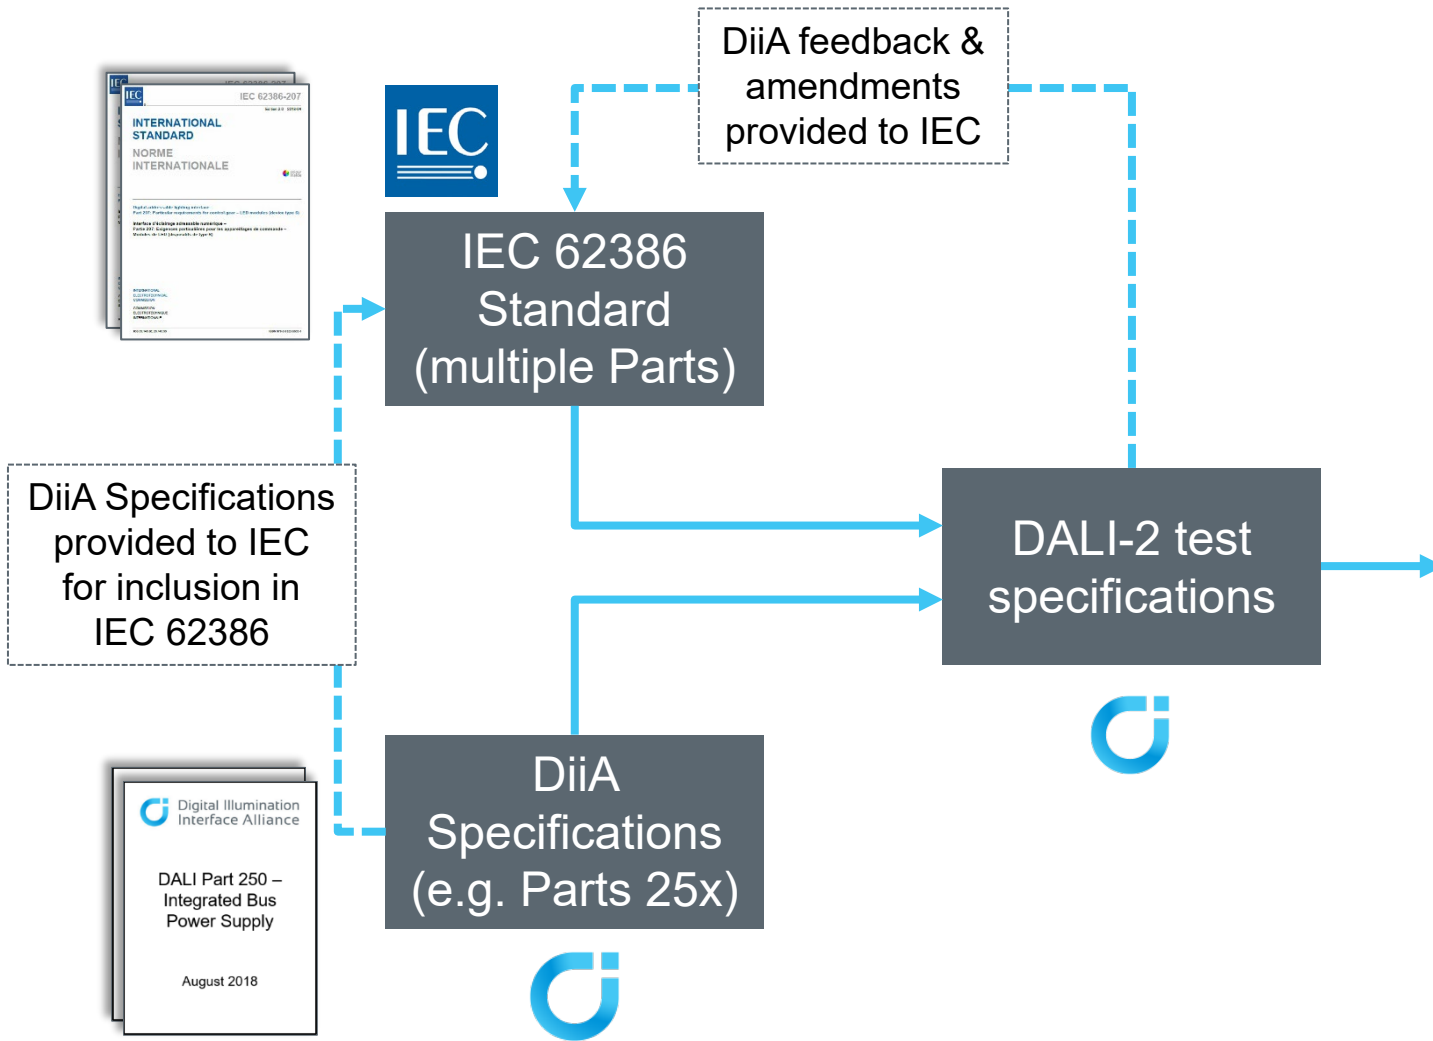 DiiA feedback &
amendments
provided to IEC
IEC 62386-207
IEC
INTERNATIONAL
STANDARD
NORME
INTERNATIONALE
IEC
IEC 62386
Standard
(multiple Parts)
DiiA Specifications
provided to IEC
for inclusion in
IEC 62386
DALI-2 test
specifications
DiiA
Specifications
(e.g. Parts 25x)
Digital Illumination
Interface Alliance
DALI Part 250 –
Integrated Bus
Power Supply
August 2018